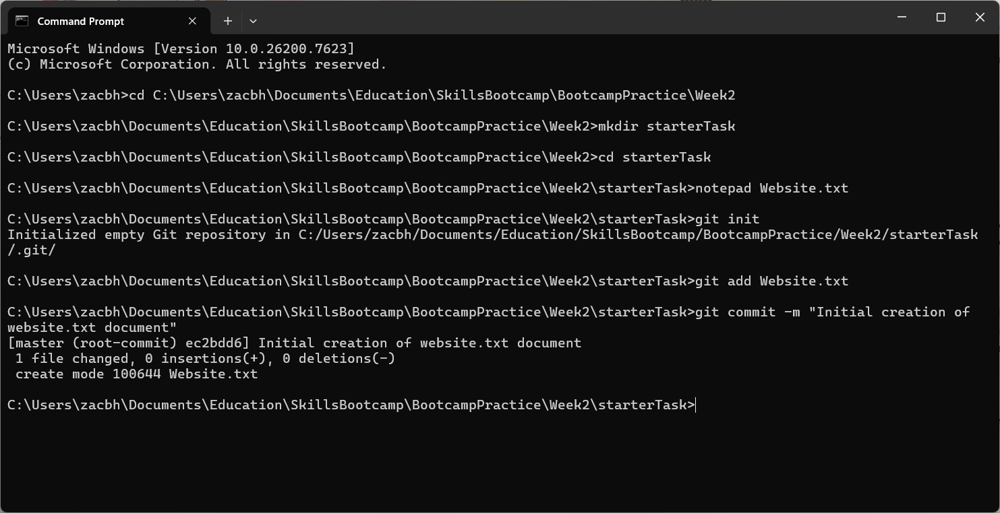 Command Prompt
Microsoft Windows [Version 10.0.26200.7623]
(c) Microsoft Corporation. All rights reserved.
C:\Users\zacbh>cd C:\Users\zacbh\Documents\Education\SkillsBootcamp\BootcampPractice\Week2
C:\Users\zacbh\Documents\Education\SkillsBootcamp\BootcampPractice\Week2>mkdir starterTask
C:\Users\zacbh\Documents\Education\SkillsBootcamp\BootcampPractice\Week2>cd starterTask
C:\Users\zacbh\Documents\Education\SkillsBootcamp\BootcampPractice\Week2\starterTask>notepad Website.txt
C:\Users\zacbh\Documents\Education\SkillsBootcamp\BootcampPractice\Week2\starterTask>git init
Initialized empty Git repository in C:/Users/zacbh/Documents/Education/SkillsBootcamp/BootcampPractice/Week2/starterTask
/.git/
C:\Users\zacbh\Documents\Education\SkillsBootcamp\BootcampPractice\Week2\starterTask>git add Website.txt
C:\Users\zacbh\Documents\Education\SkillsBootcamp\BootcampPractice\Week2\starterTask>git commit -m "Initial creation of
website.txt document"
[master (root-commit) ec2bdd6] Initial creation of website.txt document
 1 file changed, 0 insertions(+), 0 deletions(-)
 create mode 100644 Website.txt
C:\Users\zacbh\Documents\Education\SkillsBootcamp\BootcampPractice\Week2\starterTask>